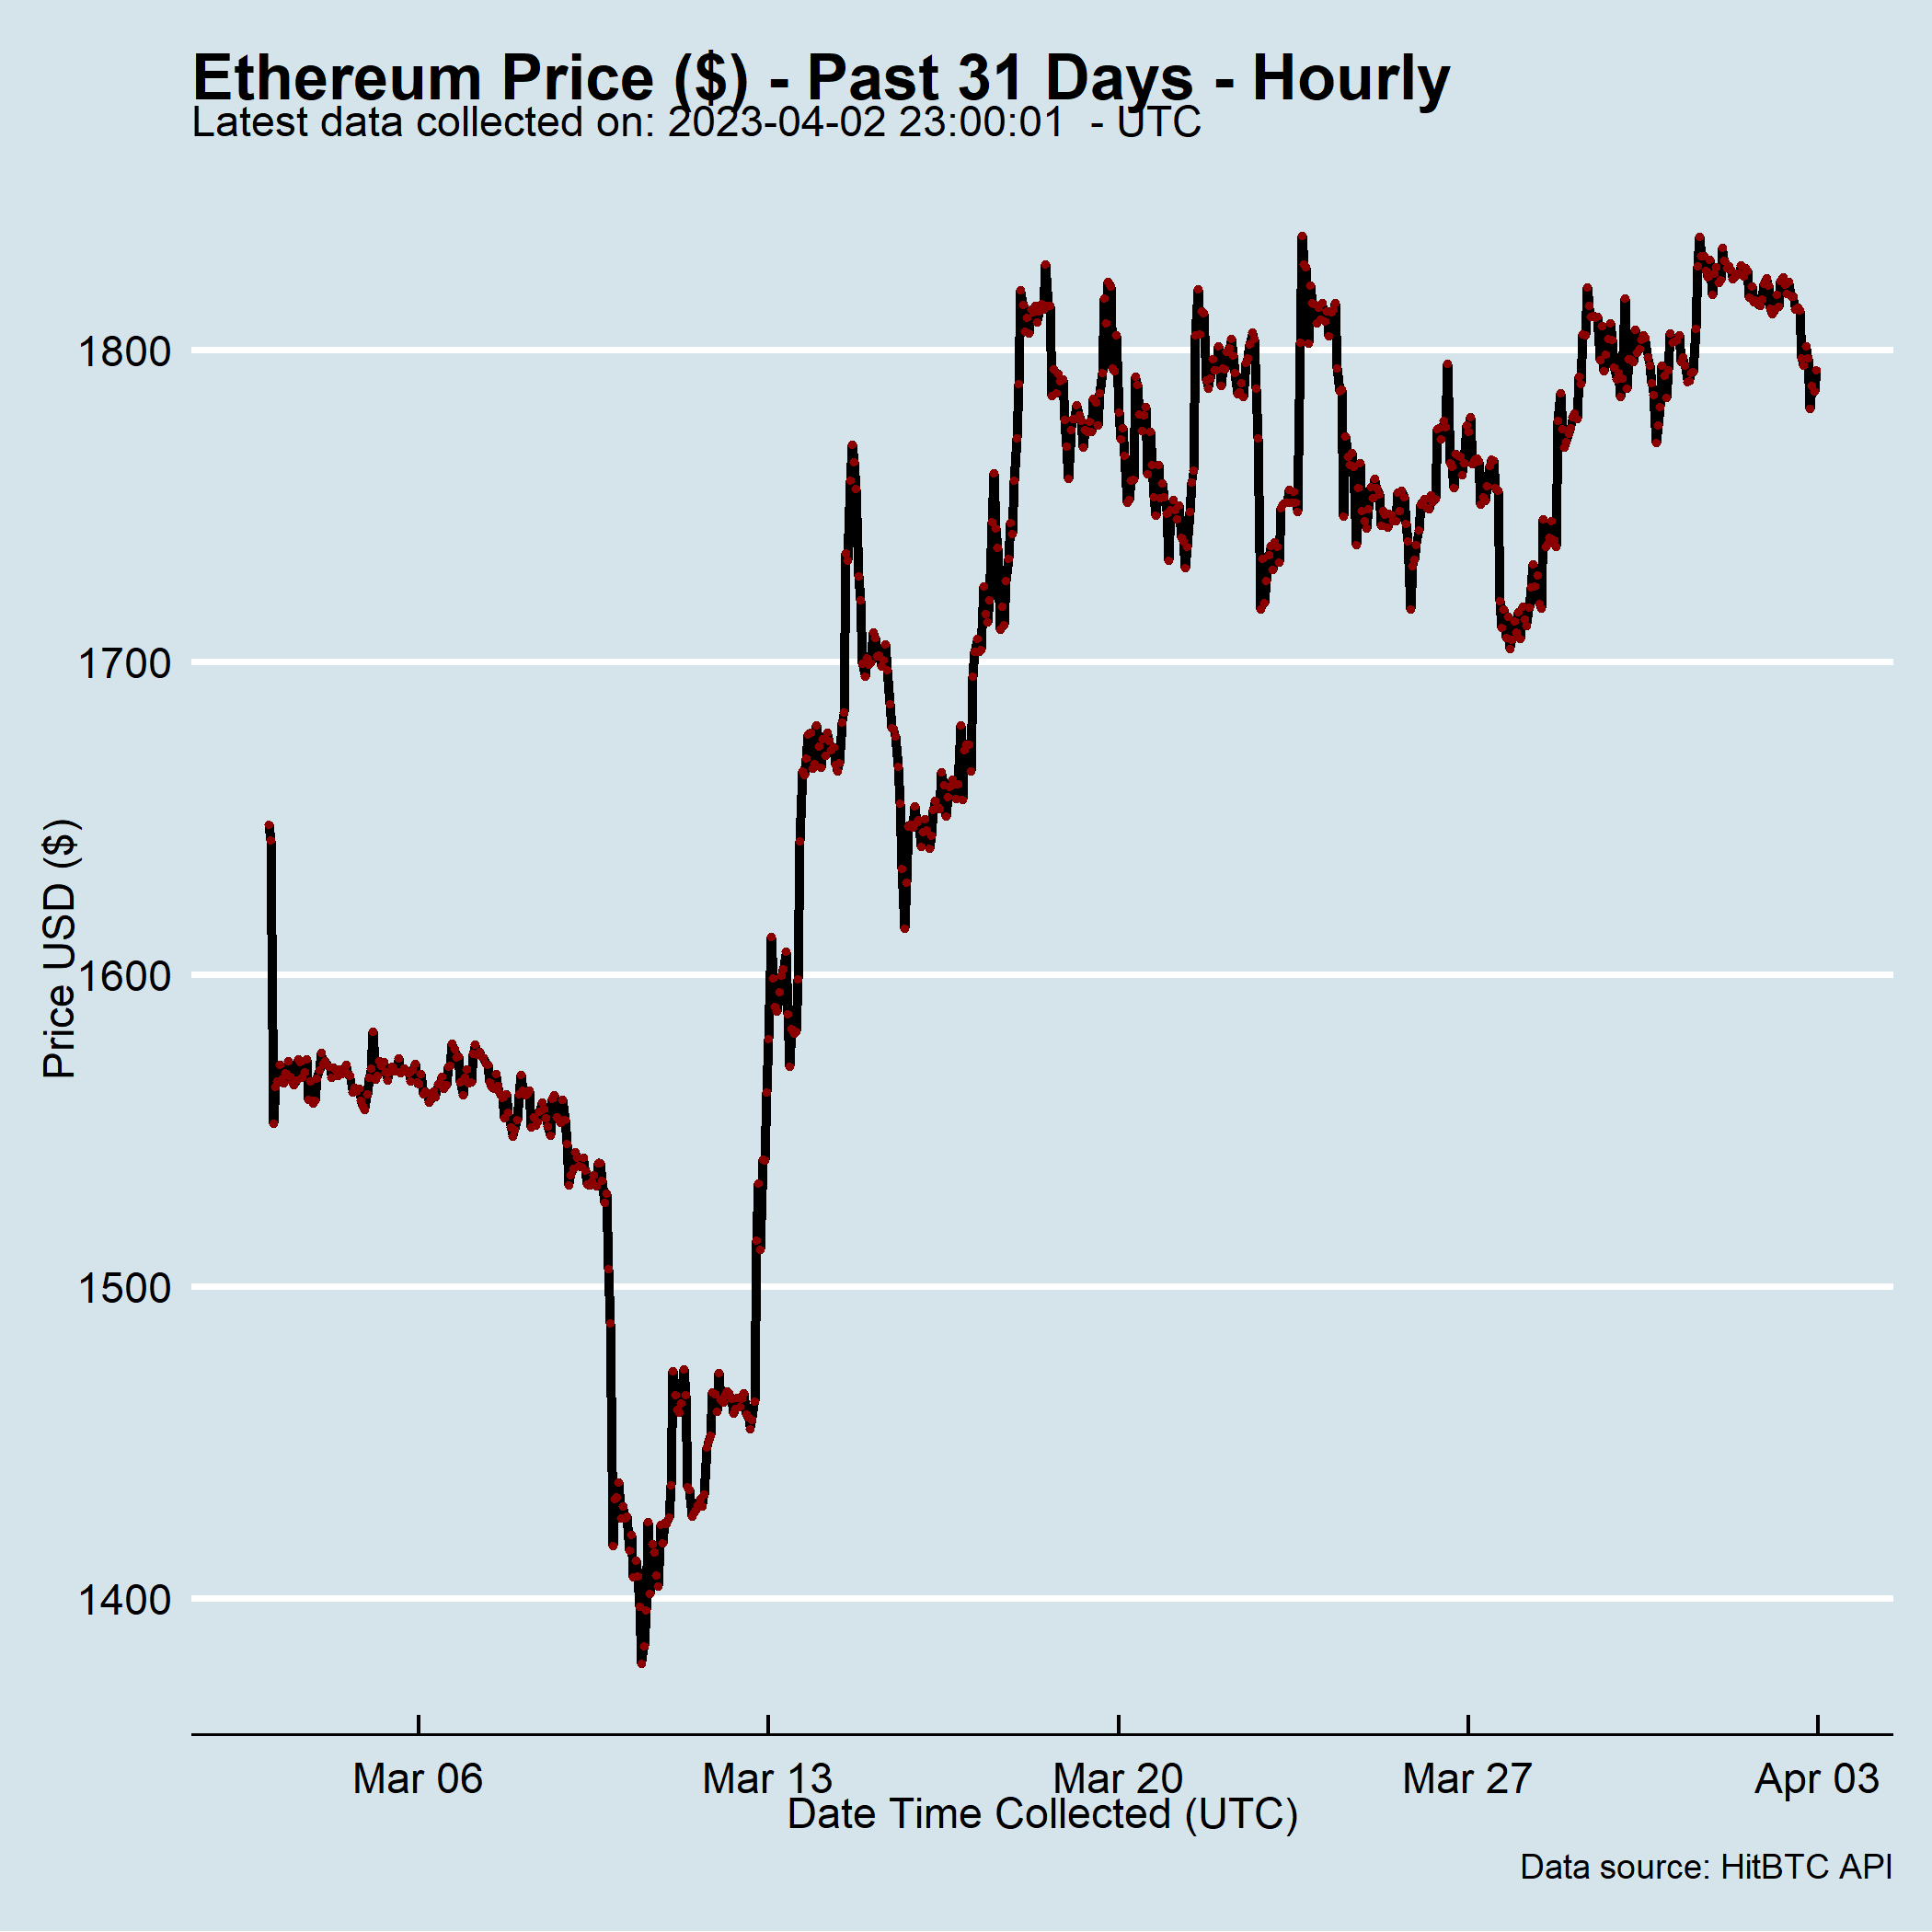 Ethereum Price ($) - Past 31 Days - Hourly
Latest data collected on: 2023-04-02 23:00:01  - UTC
Price USD ($)
1800
1700
1600
1500
1400
Mar 06
Mar 13
Mar 20
Mar 27
Apr 03
Date Time Collected (UTC)
Data source: HitBTC API